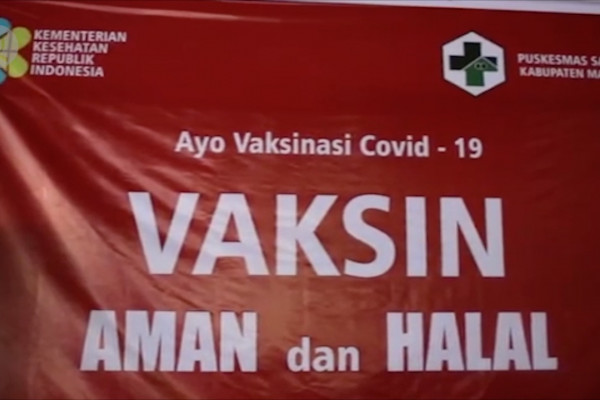 KEMENTERIAN
KESEHATAN
REPUBLIK
INDONESIA
PUSKESMAS
KABUPATEN
Ayo Vaksinasi Covid - 19
VAKSIN
AMAN dan HALAL